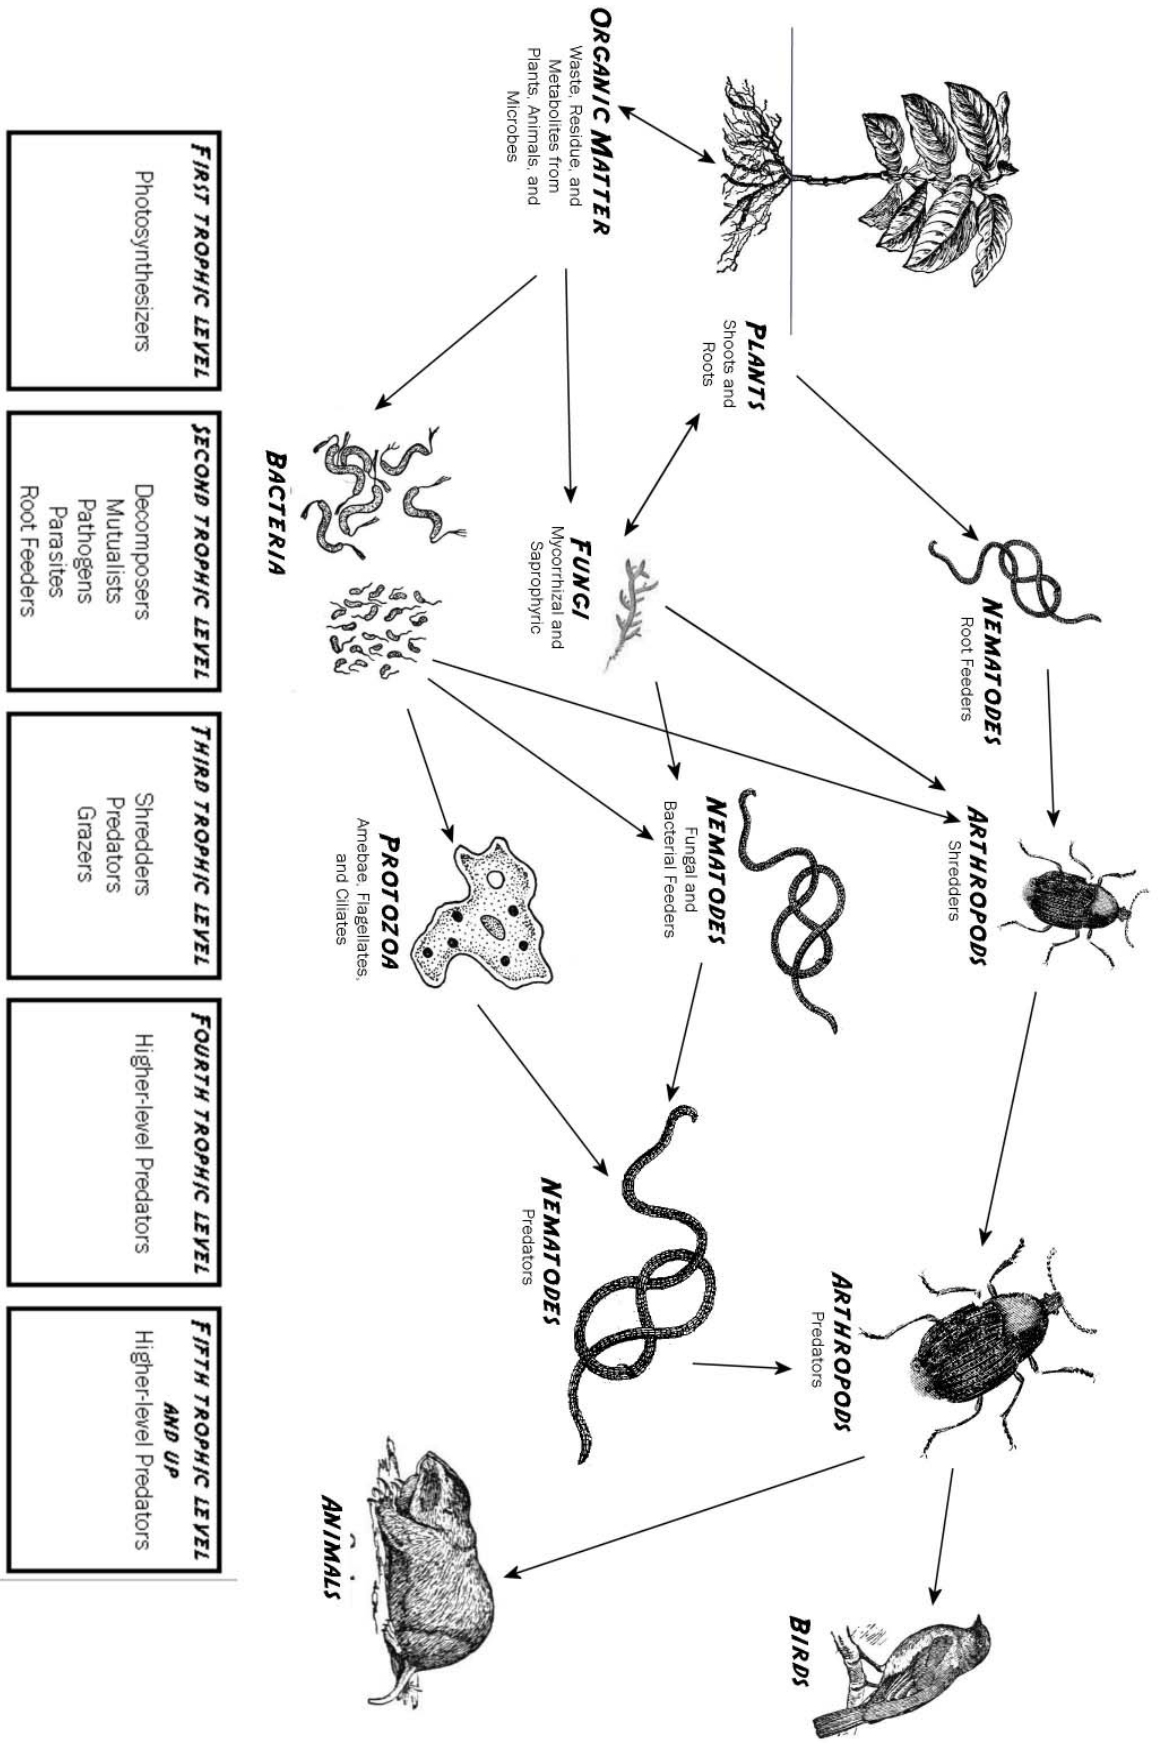 PLANTS
Shoots and
Roots
ORGANIC MATTER
Waste, Residue, and
Metabolites from
Plants, Animals, and
Microbes
NEMATODES
Root Feeders
FUNGI
Mycorrhizal and
Saprophyric
BACTERIA
ARTHROPODS
Shredders
NEMATODES
Fungal and
Bacterial Feeders
PROTOZOA
Amebae, Flagellates,
and Ciliates
ARTHROPODS
Predators
NEMATODES
Predators
BIRDS
ANIMALS
FIRST TROPHIC LEVEL
Photosynthesizers
SECOND TROPHIC LEVEL
Decomposers
Mutualists
Pathogens
Parasites
Root Feeders
THIRD TROPHIC LEVEL
Shredders
Predators
Grazers
FOURTH TROPHIC LEVEL
Higher-level Predators
FIFTH TROPHIC LEVEL
AND UP
Higher-level Predators